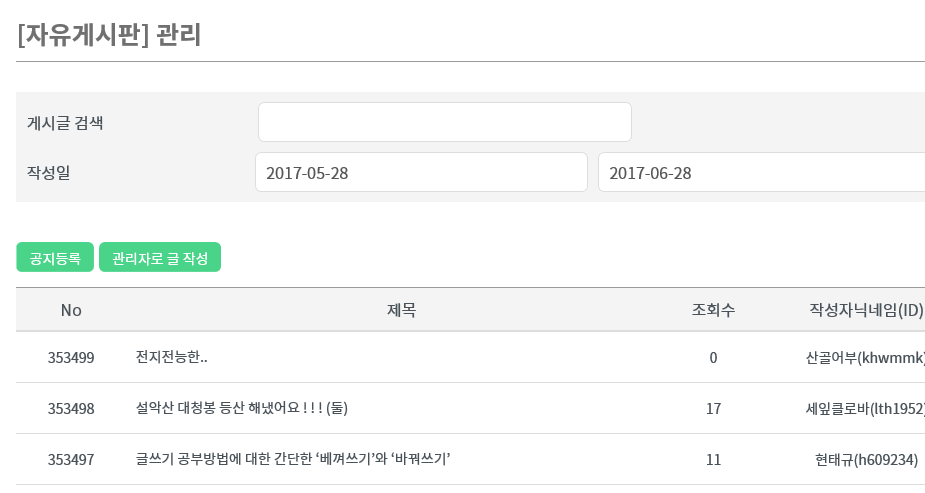 [자유게시판] 관리
게시글 검색
작성일 2017-05-28 2017-06-28
공지등록 관리자로 글 작성
No 제목 조회수 작성자닉네임(ID)
353499 전지전능한.. 0 산골어부(khwmmk)
353498 설악산 대청봉 등산 해냈어요 ! ! ! (둘) 17 세잎클로바(lth1952)
353497 글쓰기 공부방법에 대한 간단한 ‘베껴쓰기’와 ‘바꿔쓰기’ 11 현태규(h609234)